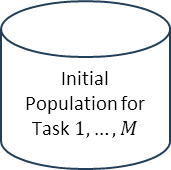 Initial
Population for
Task 1, ... , M